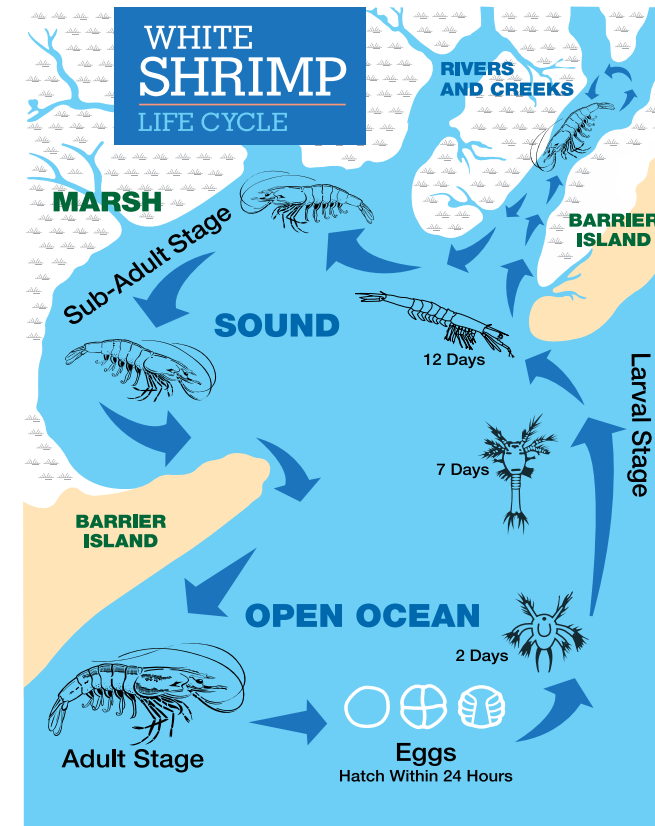 WHITE
SHRIMP
LIFE CYCLE
RIVERS
AND CREEKS
MARSH
BARRIER
ISLAND
Sub-Adult Stage
SOUND
12 Days
Larval Stage
7 Days
BARRIER
ISLAND
OPEN OCEAN
2 Days
Adult Stage
Eggs
Hatch Within 24 Hours